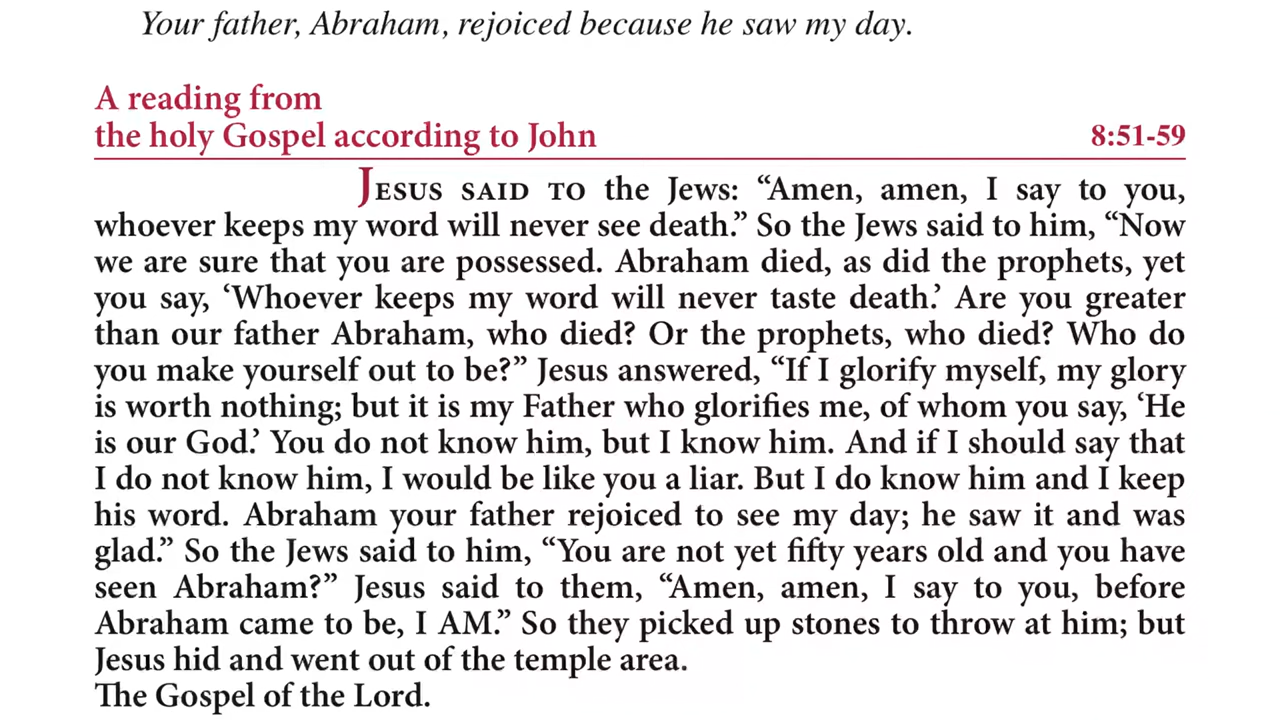 Your father, Abraham, rejoiced because he saw my day.
A reading from
the holy Gospel according to John 8:51-59
JESUS SAID TO the Jews: “Amen, amen, I say to you,
whoever keeps my word will never see death.” So the Jews said to him, “Now
we are sure that you are possessed. Abraham died, as did the prophets, yet
you say, ‘Whoever keeps my word will never taste death.’ Are you greater
than our father Abraham, who died? Or the prophets, who died? Who do
you make yourself out to be?” Jesus answered, “If I glorify myself, my glory
is worth nothing; but it is my Father who glorifies me, of whom you say, ‘He
is our God.’ You do not know him, but I know him. And if I should say that
I do not know him, I would be like you a liar. But I do know him and I keep
his word. Abraham your father rejoiced to see my day; he saw it and was
glad.” So the Jews said to him, “You are not yet fifty years old and you have
seen Abraham?” Jesus said to them, “Amen, amen, I say to you, before
Abraham came to be, I AM.” So they picked up stones to throw at him; but
Jesus hid and went out of the temple area.
The Gospel of the Lord.